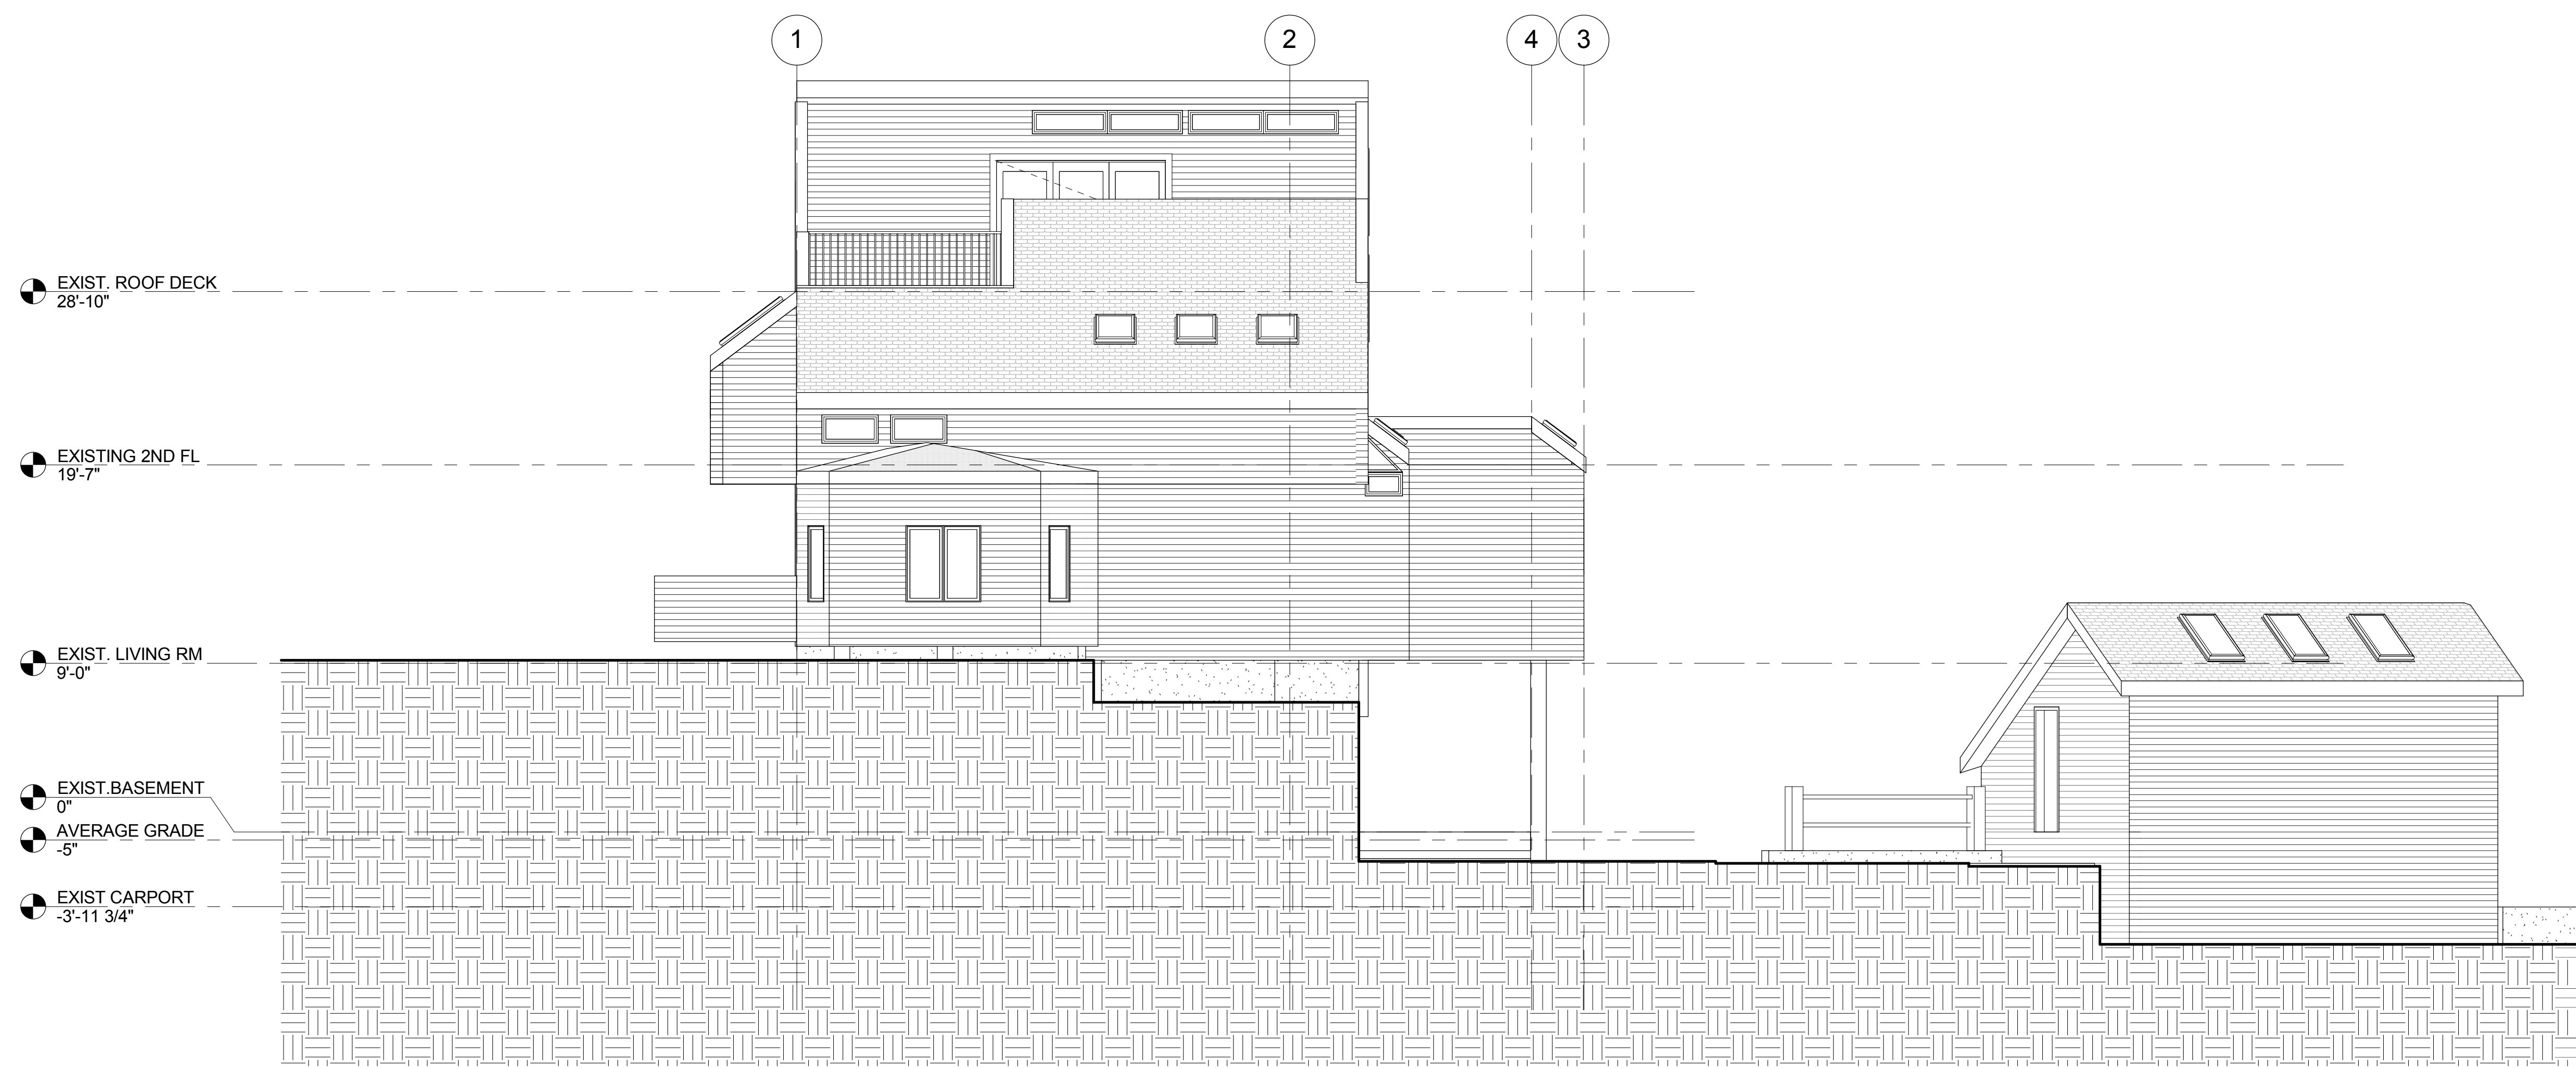 1
2
4
3
EXIST. ROOF DECK
28'-10"
EXISTING 2ND FL
19'-7"
EXIST. LIVING RM
9'-0"
EXIST.BASEMENT
0"
AVERAGE GRADE
-5"
EXIST CARPORT
-3'-11 3/4"